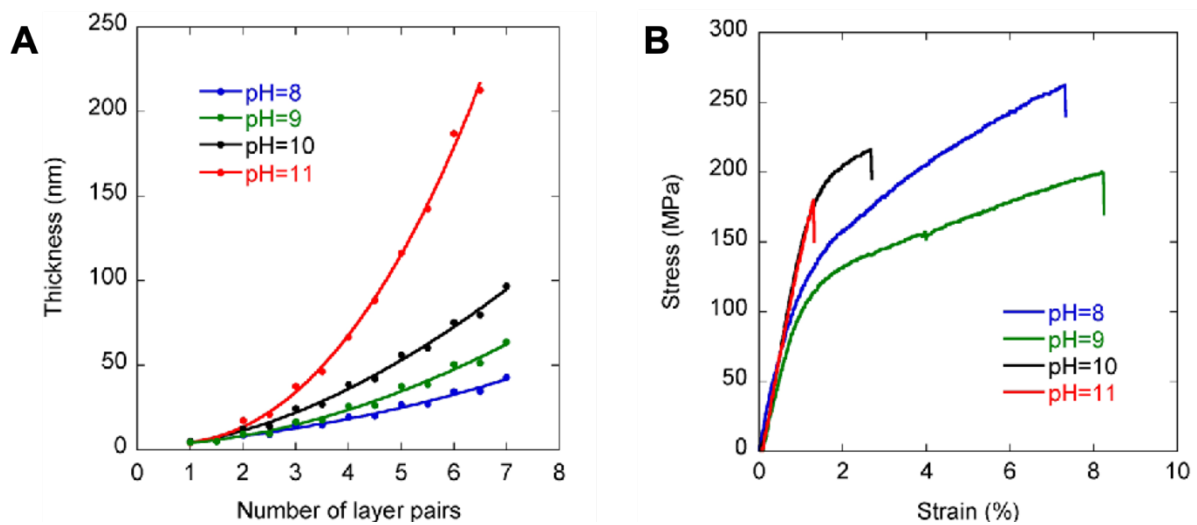 A
250
200
150
100
50
0
Thickness (nm)
pH=8
pH=9
pH=10
pH=11
0 1 2 3 4 5 6 7 8
Number of layer pairs
B
300
250
200
150
100
50
0
Stress (MPa)
pH=8
pH=9
pH=10
pH=11
0 2 4 6 8 10
Strain (%)